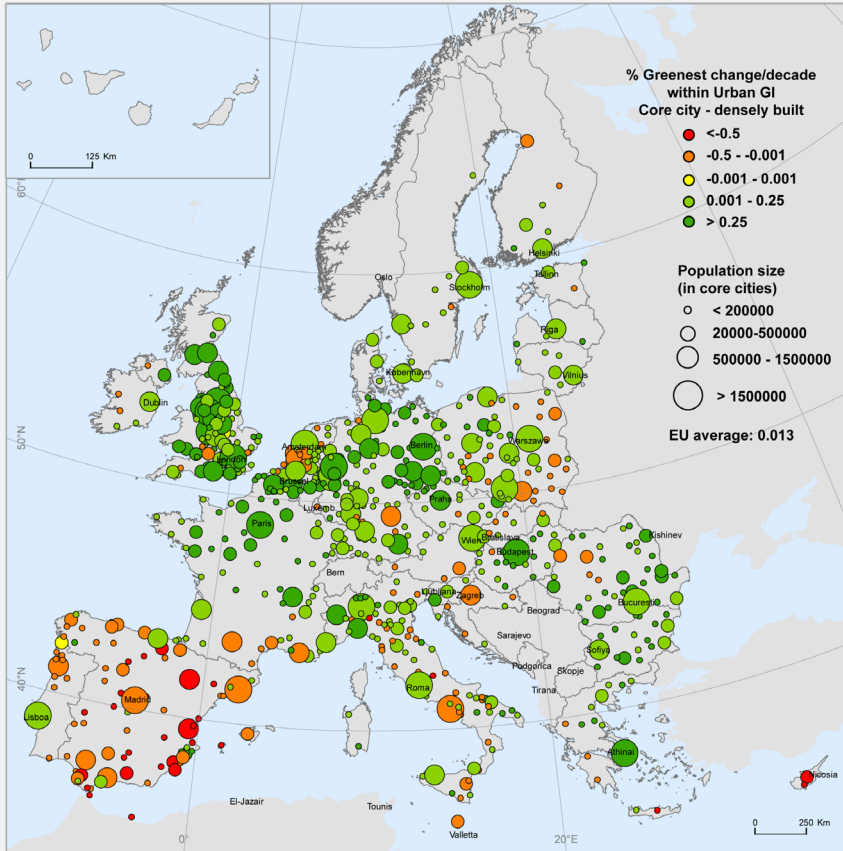 0 125 Km
% Greenest change/decade
within Urban GI
Core city - densely built
<-0.5
-0.5 - -0.001
-0.001 - 0.001
0.001 - 0.25
> 0.25
Population size
(in core cities)
< 200000
20000-500000
500000 - 1500000
> 1500000
EU average: 0.013
60°
50°N
40°N
0°
20°E
Oslo
Helsinki
Tallinn
Stockholm
Riga
København
Vilnius
Dublin
Amsterdam
London
Berlin
Warszawa
Brussel
Praha
Luxemb.
Paris
Wien
Bratislava
Budapest
Kishinev
Bern
Ljubljana
Zagreb
Beograd
Bucuresti
Sarajevo
Sofiya
Podgorica
Skopje
Tirana
Roma
Madrid
Lisboa
Athinai
Nicosia
El-Jazair
Tounis
Valletta
0 250 Km